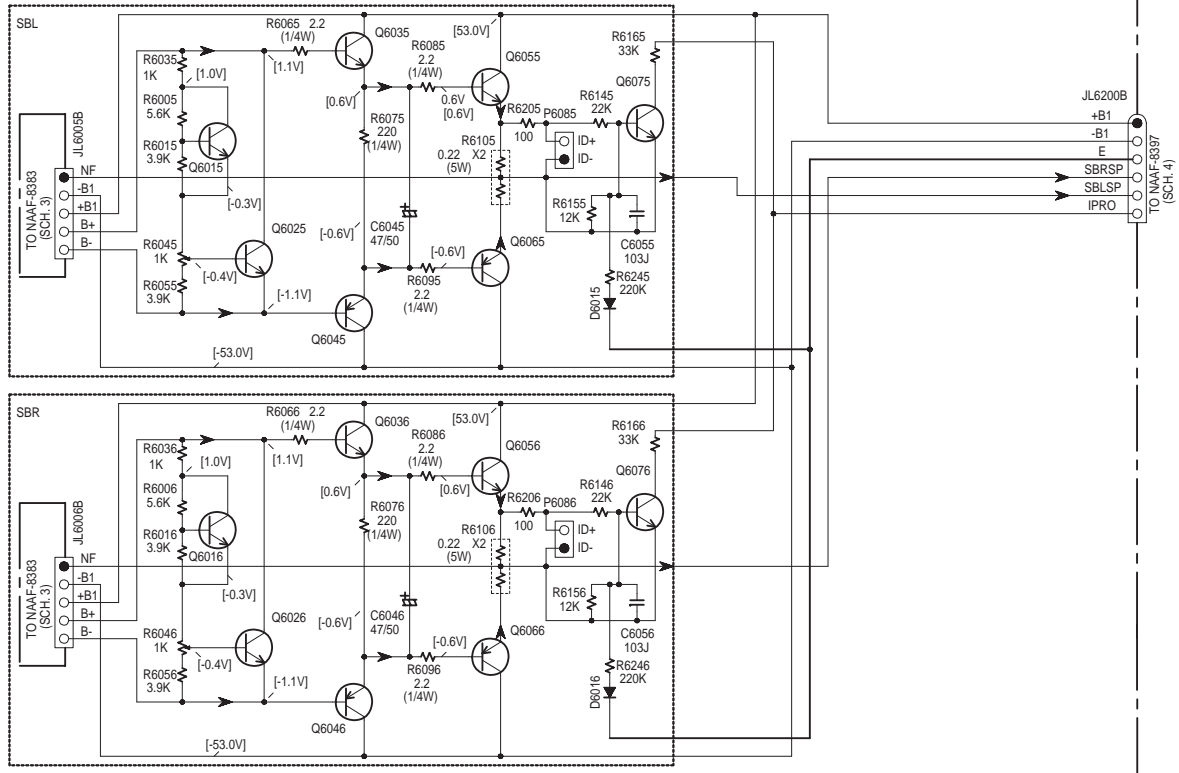 SBL
R6065 2.2
(1/4W)
Q6035
[53.0V]
R6035
1K
[1.0V]
[1.1V]
R6085
2.2
(1/4W)
Q6055
R6165
33K
Q6075
R6005
5.6K
[0.6V]
0.6V
[0.6V]
R6075
220
(1/4W)
R6205
100
P6085
R6145
22K
ID+
ID-
R6015
3.9K
Q6015
R6105
0.22 X2
(5W)
JL6005B
TO NAAF-8383
(SCH. 3)
NF
-B1
+B1
B+
B-
[-0.3V]
R6155
12K
C6055
103J
Q6025
[-0.6V]
C6045
47/50
Q6065
R6045
1K
[-0.4V]
[-0.6V]
R6055
3.9K
R6095
2.2
(1/4W)
R6245
220K
D6015
[-1.1V]
Q6045
[-53.0V]
JL6200B
+B1
-B1
E
SBRSP
SBLSP
IPRO
TO NAAF-8397
(SCH. 4)
SBR
R6066 2.2
(1/4W)
Q6036
[53.0V]
R6036
1K
[1.0V]
[1.1V]
R6086
2.2
(1/4W)
Q6056
R6166
33K
Q6076
R6006
5.6K
[0.6V]
[0.6V]
R6076
220
(1/4W)
R6206
100
P6086
R6146
22K
ID+
ID-
R6016
3.9K
Q6016
R6106
0.22 X2
(5W)
JL6006B
TO NAAF-8383
(SCH. 3)
NF
-B1
+B1
B+
B-
[-0.3V]
R6156
12K
C6056
103J
Q6026
[-0.6V]
C6046
47/50
Q6066
R6046
1K
[-0.4V]
[-0.6V]
R6056
3.9K
R6096
2.2
(1/4W)
R6246
220K
D6016
[-1.1V]
Q6046
[-53.0V]